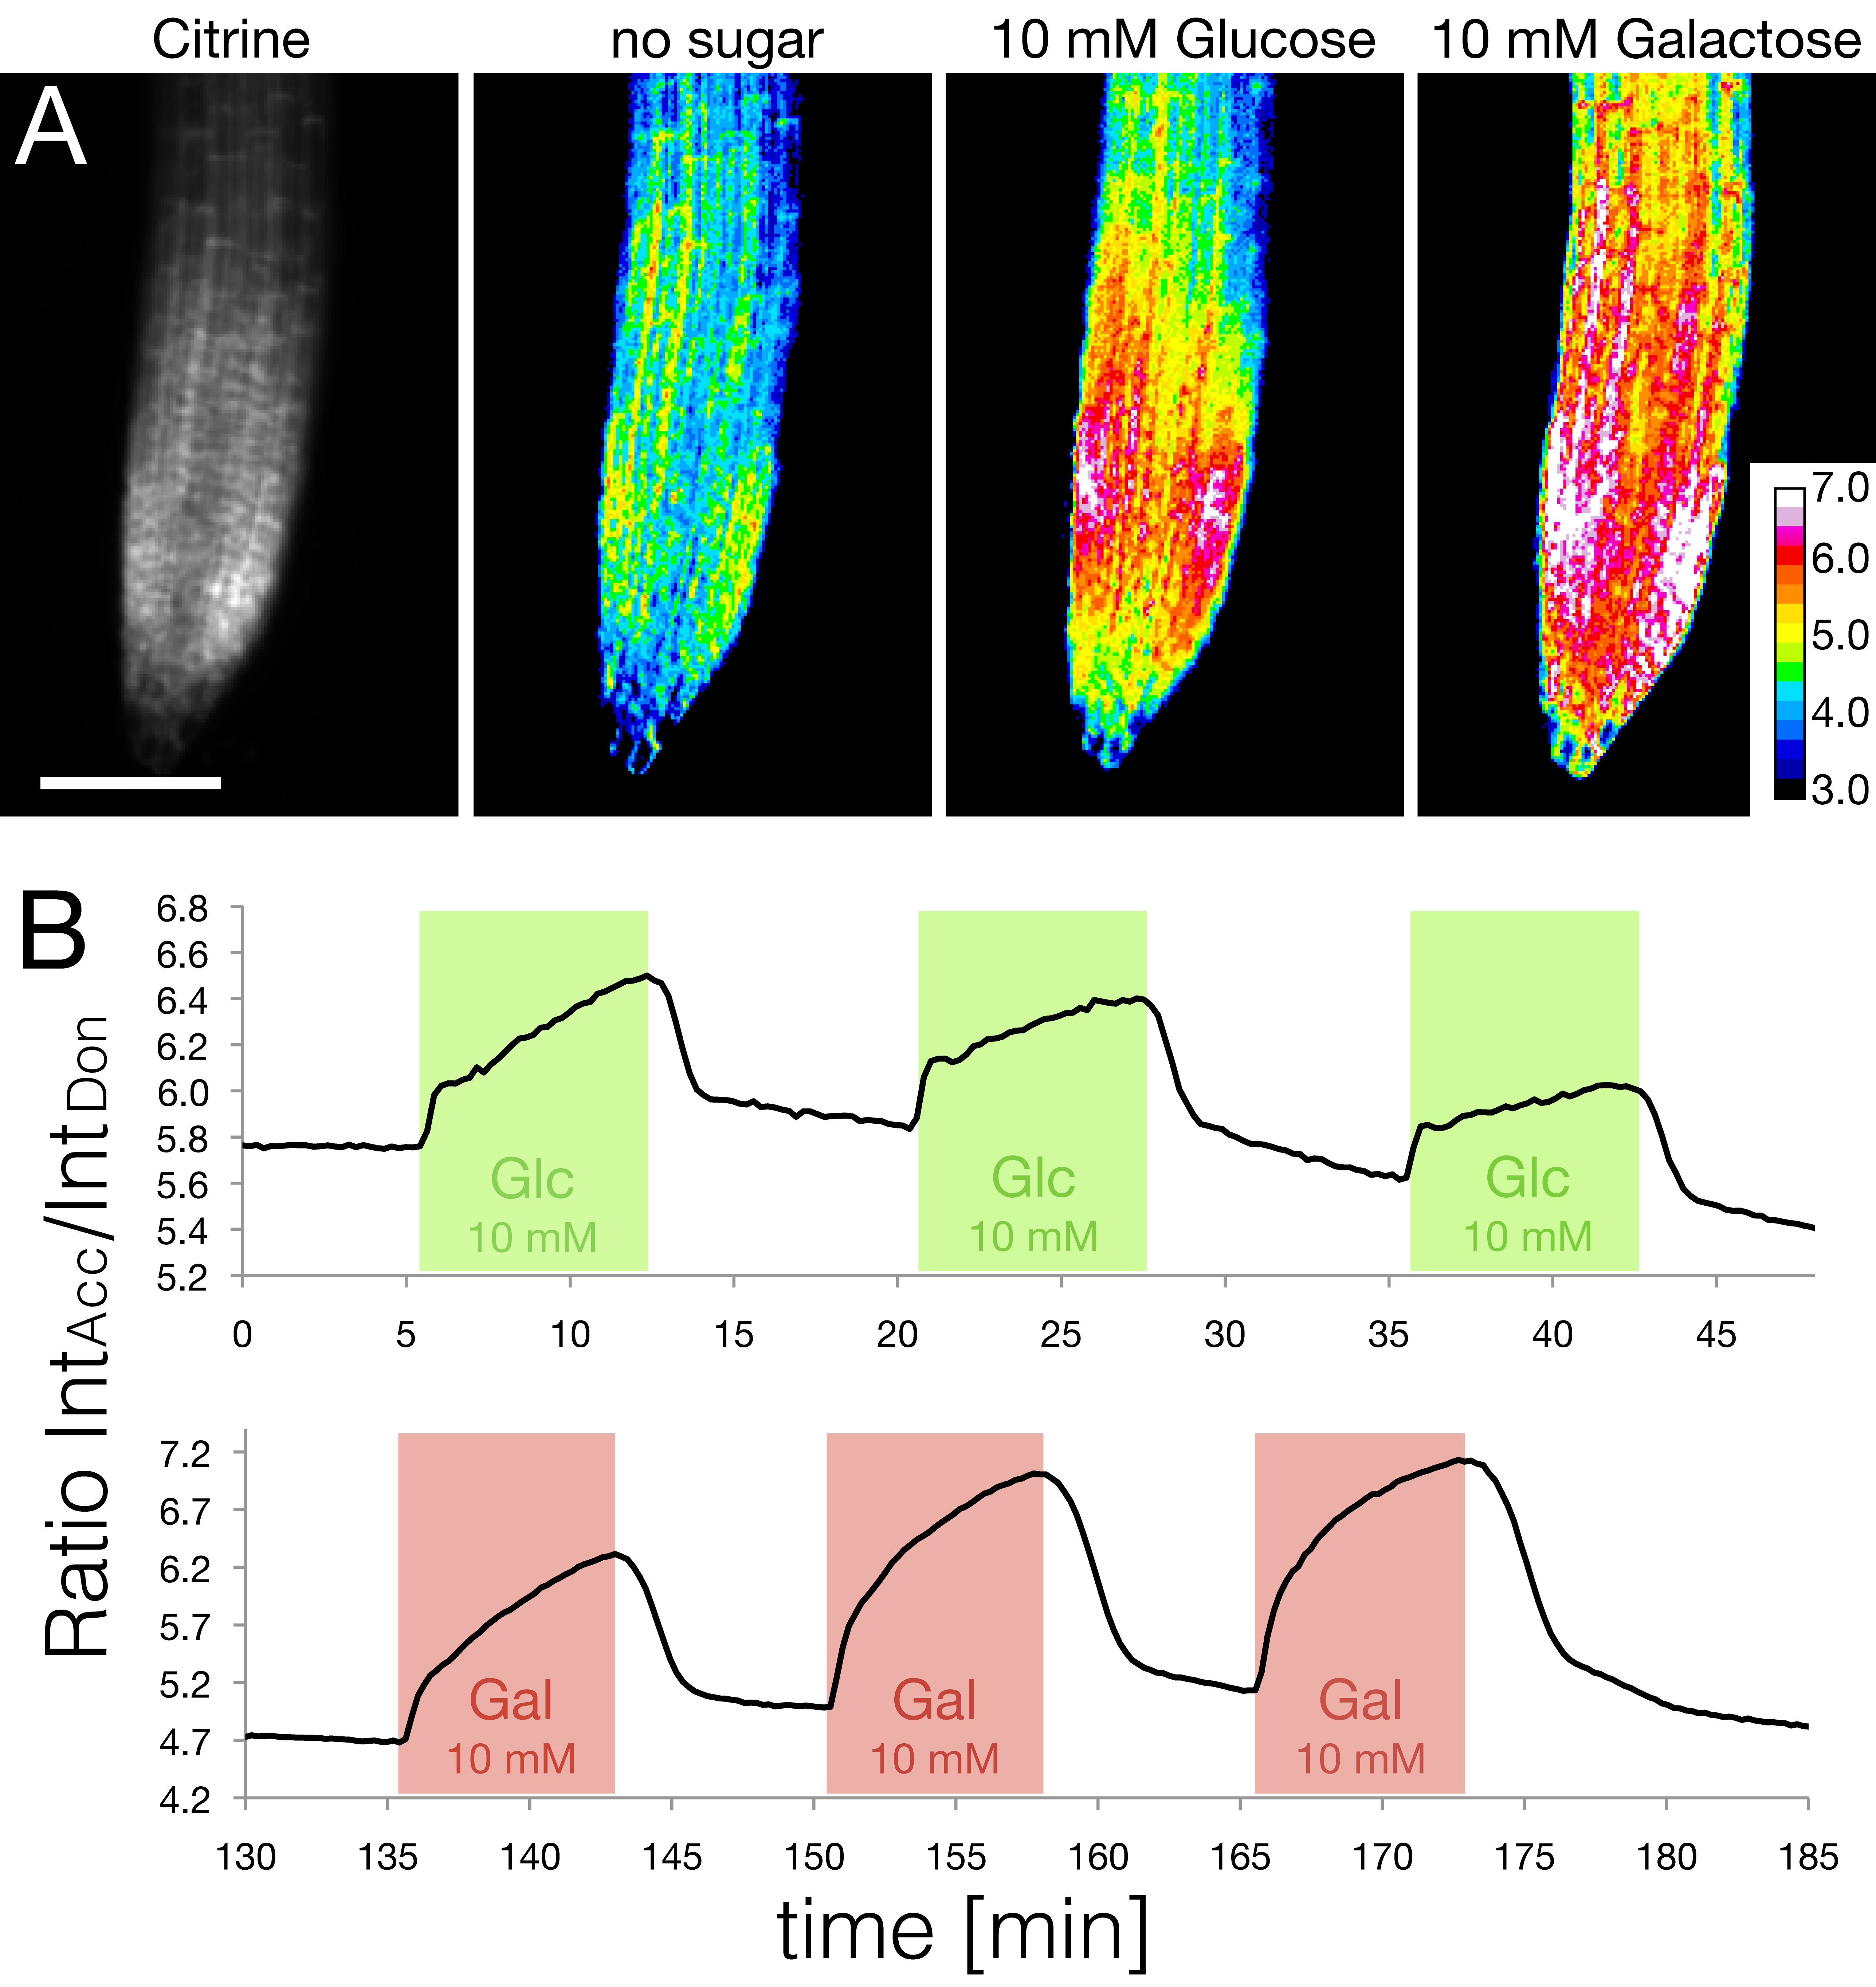 Citrine no sugar 10 mM Glucose 10 mM Galactose
A
7.0
6.0
5.0
4.0
3.0
B
Ratio IntAcc/IntDon
6.8
6.6
6.4
6.2
6.0
5.8
5.6
5.4
5.2
Glc Glc Glc
10 mM 10 mM 10 mM
0 5 10 15 20 25 30 35 40 45
7.2
6.7
6.2
5.7
5.2
4.7
4.2
Gal Gal Gal
10 mM 10 mM 10 mM
130 135 140 145 150 155 160 165 170 175 180 185
time [min]